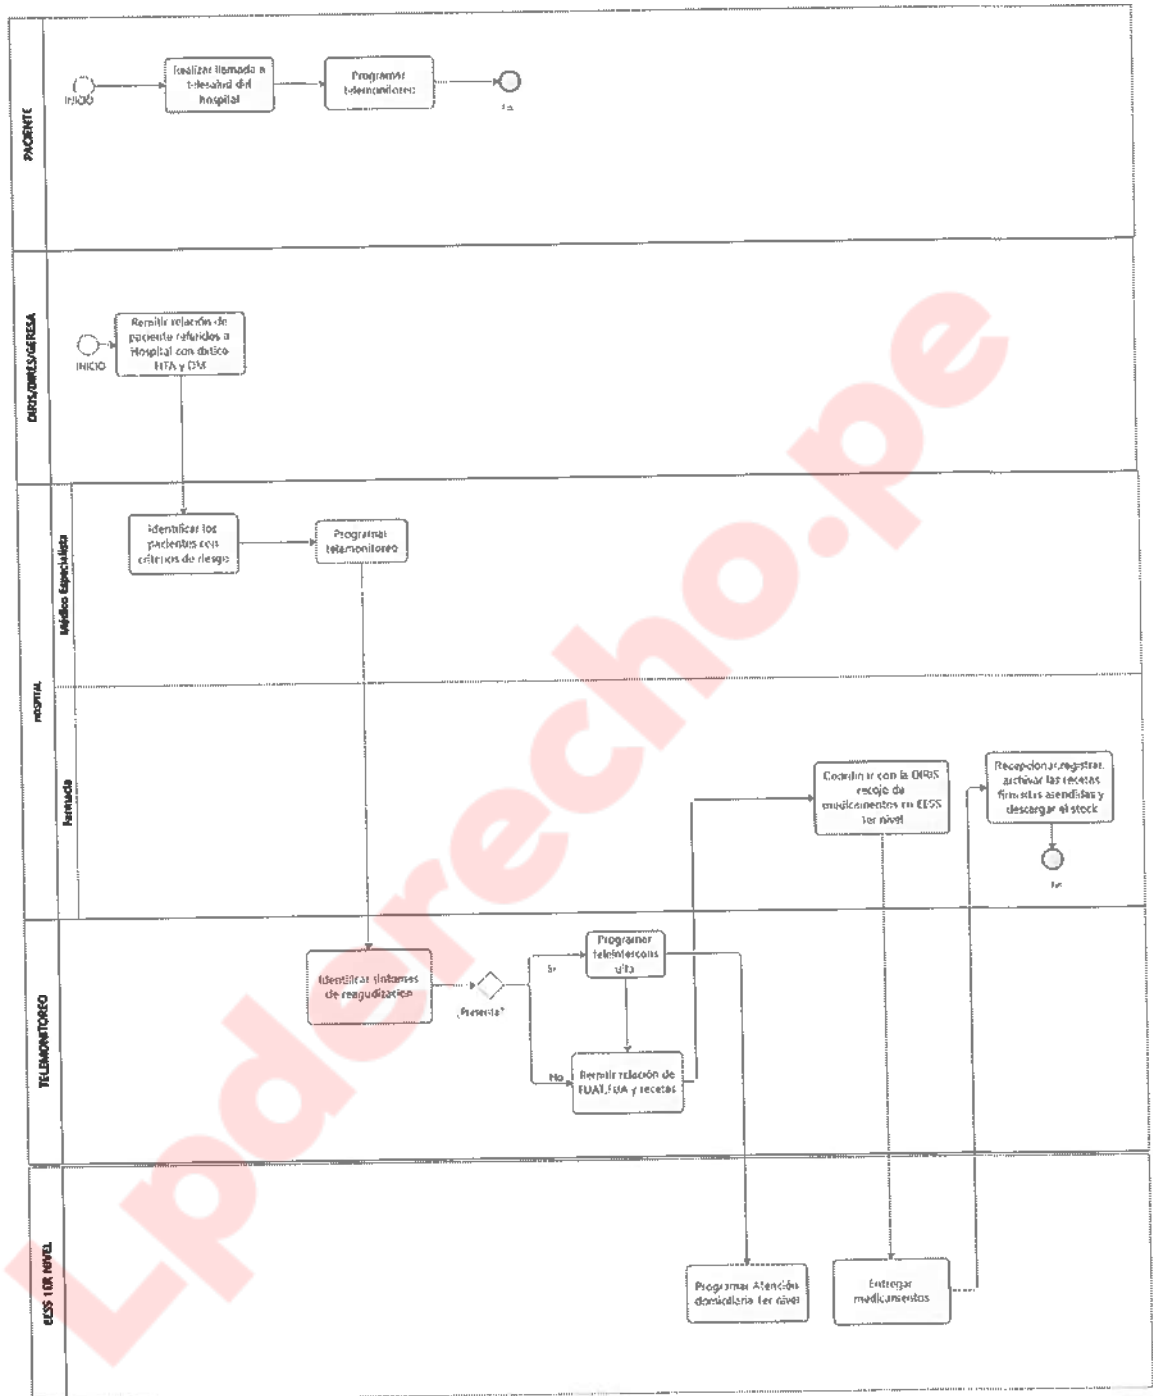 PACIENTE
INICIO
Realizar llamada a
telesalud del
hospital
Programar
telemonitoreo
Fin
DIRIS/DIRES/GERESA
INICIO
Remitir relación de
paciente referidos a
Hospital con
HTA y DM
HOSPITAL
Médico Especialista
Identificar los
pacientes con
criterios de riesgo
Programar
telemonitoreo
Farmacia
Coordinar con la DIRIS
recojo de
medicamentos en EESS
1er nivel
Recepcionar,registrar,
archivar las recetas
firmadas atendidas y
descargar el stock
Fin
TELEMONITOREO
Identificar síntomas
de reagudización
¿Presenta?
Si
No
Programar
teleintercons
ulta
Remitir relación de
FUAT,FUA y recetas
EESS 1ER NIVEL
Programar Atención
domiciliaria 1er nivel
Entregar
medicamentos
Lpderecho.pe